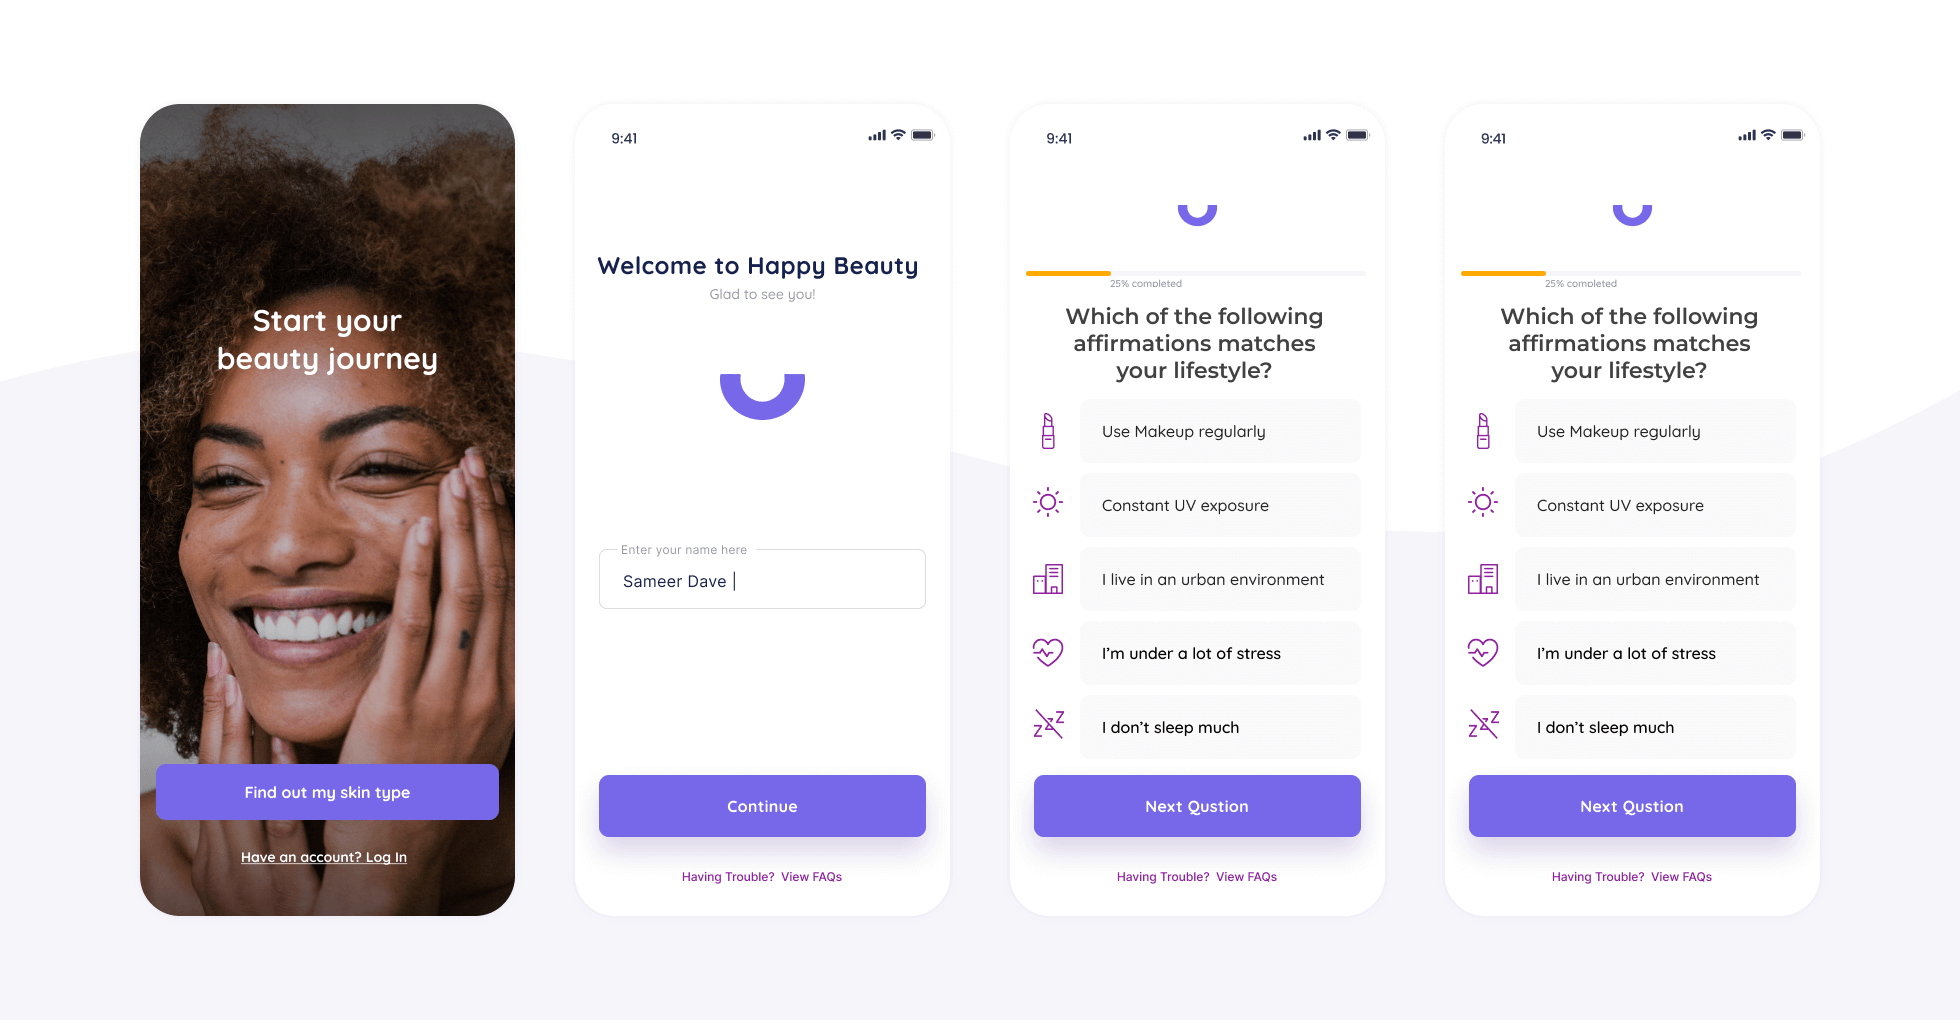 Start your
beauty journey
Find out my skin type
Have an account? Log In
9:41
Welcome to Happy Beauty
Glad to see you!
Enter your name here
Sameer Dave |
Continue
Having Trouble?  View FAQs
9:41
25% completed
Which of the following
affirmations matches
your lifestyle?
Use Makeup regularly
Constant UV exposure
I live in an urban environment
I’m under a lot of stress
I don’t sleep much
Next Qustion
Having Trouble?  View FAQs
9:41
25% completed
Which of the following
affirmations matches
your lifestyle?
Use Makeup regularly
Constant UV exposure
I live in an urban environment
I’m under a lot of stress
I don’t sleep much
Next Qustion
Having Trouble?  View FAQs